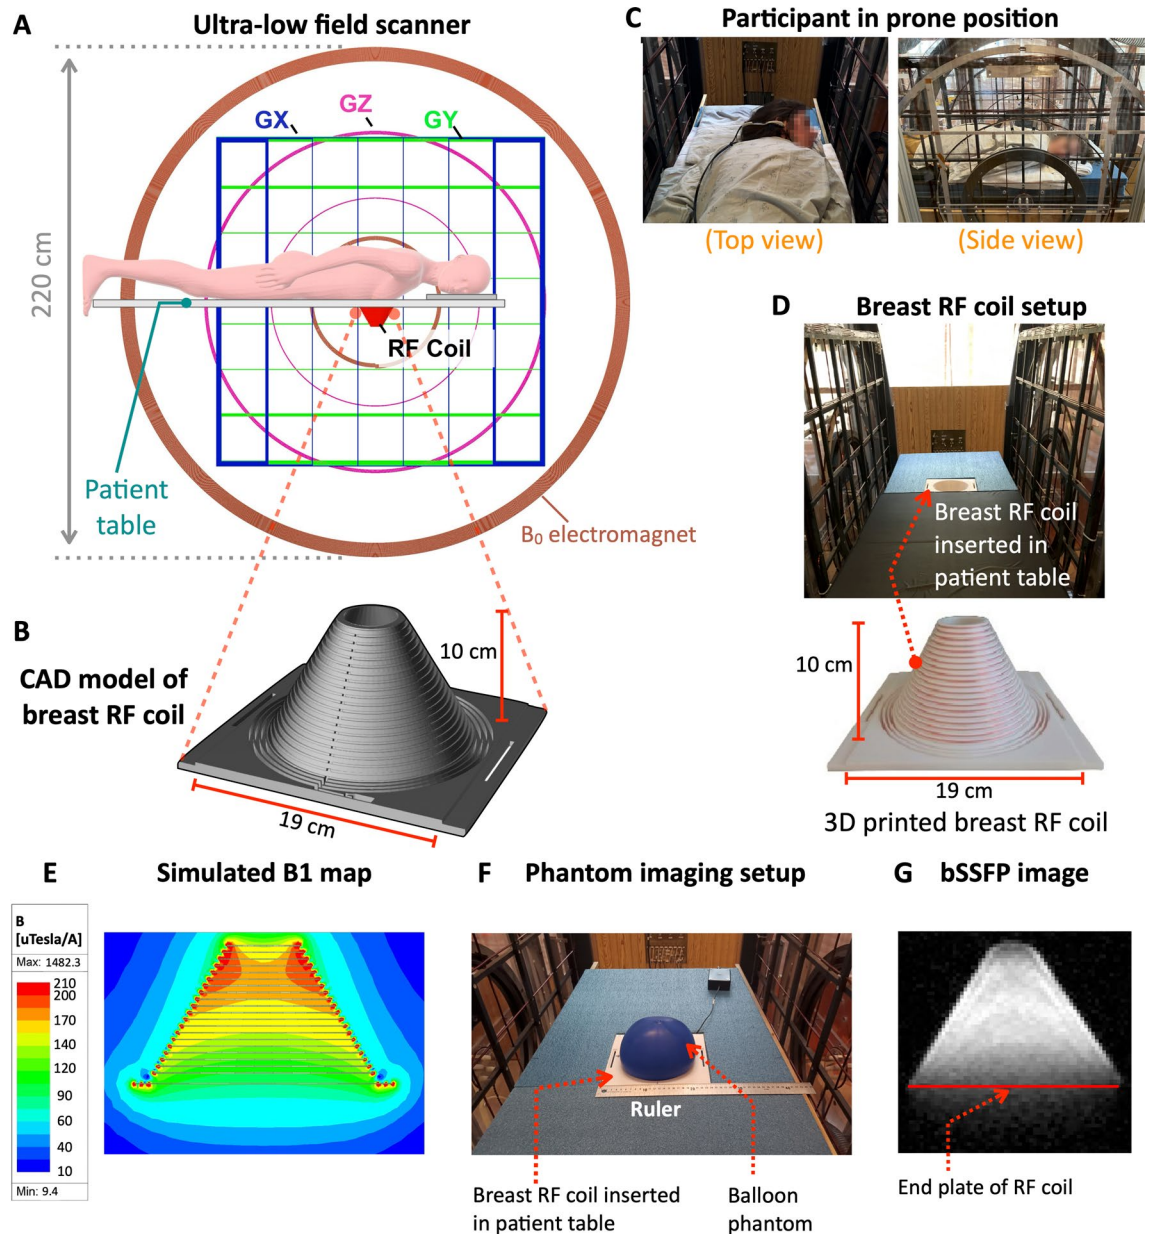 A
Ultra-low field scanner
220 cm
GX
GZ
GY
RF Coil
Patient
table
B₀ electromagnet
B
CAD model of
breast RF coil
10 cm
19 cm
C
Participant in prone position
(Top view)
(Side view)
D
Breast RF coil setup
Breast RF coil
inserted in
patient table
10 cm
19 cm
3D printed breast RF coil
E
Simulated B1 map
B
[uTesla/A]
Max: 1482.3
210
200
170
140
120
90
60
40
10
Min: 9.4
F
Phantom imaging setup
Ruler
Breast RF coil inserted
in patient table
Balloon
phantom
G
bSSFP image
End plate of RF coil